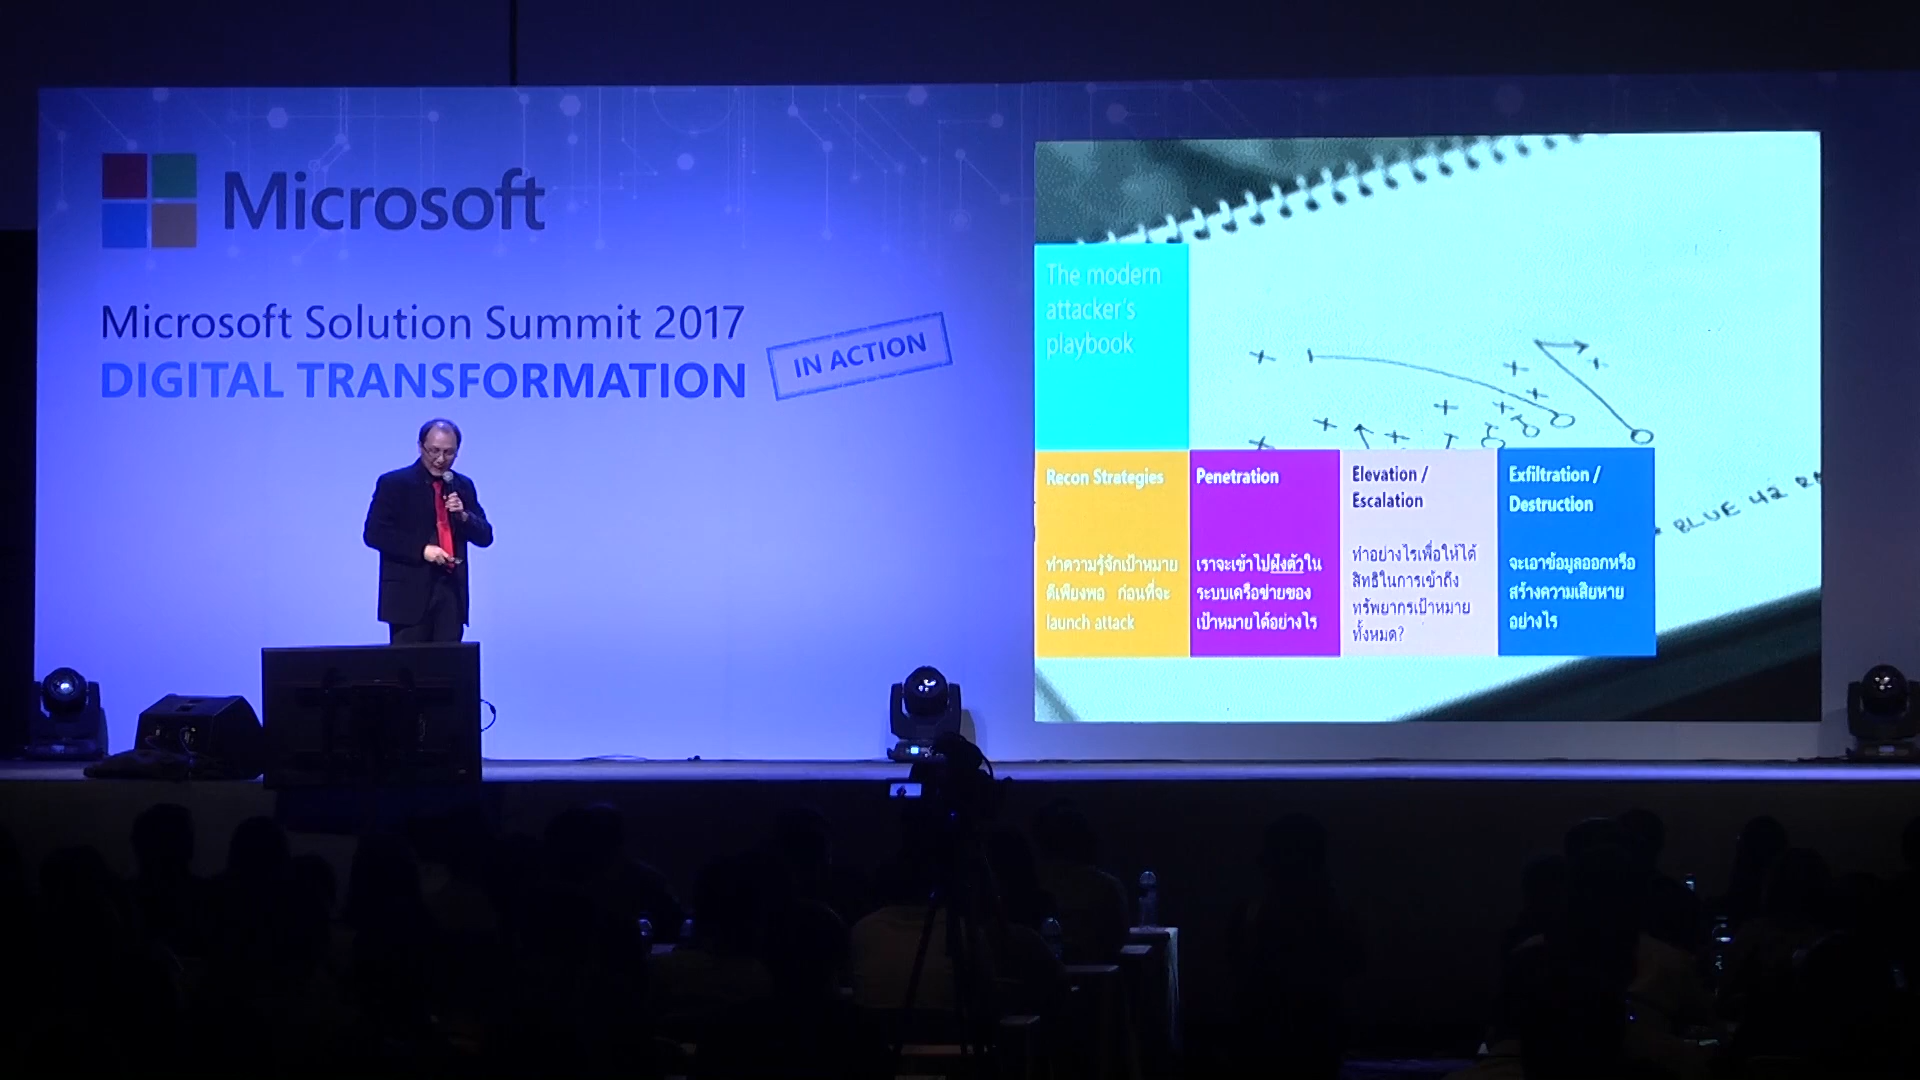 Microsoft
Microsoft Solution Summit 2017
DIGITAL TRANSFORMATION
IN ACTION
The modern
attacker's
playbook
Recon Strategies
ทำความรู้จักเป้าหมาย
ดีเพียงพอ ก่อนที่จะ
launch attack
Penetration
เราจะเข้าไปฝังตัวใน
ระบบเครือข่ายของ
เป้าหมายได้อย่างไร
Elevation /
Escalation
ทำอย่างไรเพื่อให้ได้
สิทธิในการเข้าถึง
ทรัพยากรเป้าหมาย
ทั้งหมด?
Exfiltration /
Destruction
จะเอาข้อมูลออกหรือ
สร้างความเสียหาย
อย่างไร
BLUE 42